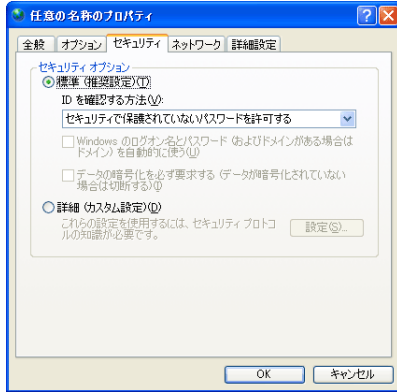 任意の名称のプロパティ
全般 オプション セキュリティ ネットワーク 詳細設定
セキュリティ オプション
標準 (推奨設定)(T)
ID を確認する方法(V):
セキュリティで保護されていないパスワードを許可する
Windows のログオン名とパスワード (およびドメインがある場合は
ドメイン) を自動的に使う(U)
データの暗号化を必ず要求する (データが暗号化されていない
場合は切断する)(I)
詳細 (カスタム設定)(D)
これらの設定を使用するには、セキュリティ プロトコ
ルの知識が必要です。
設定(S)...
OK キャンセル